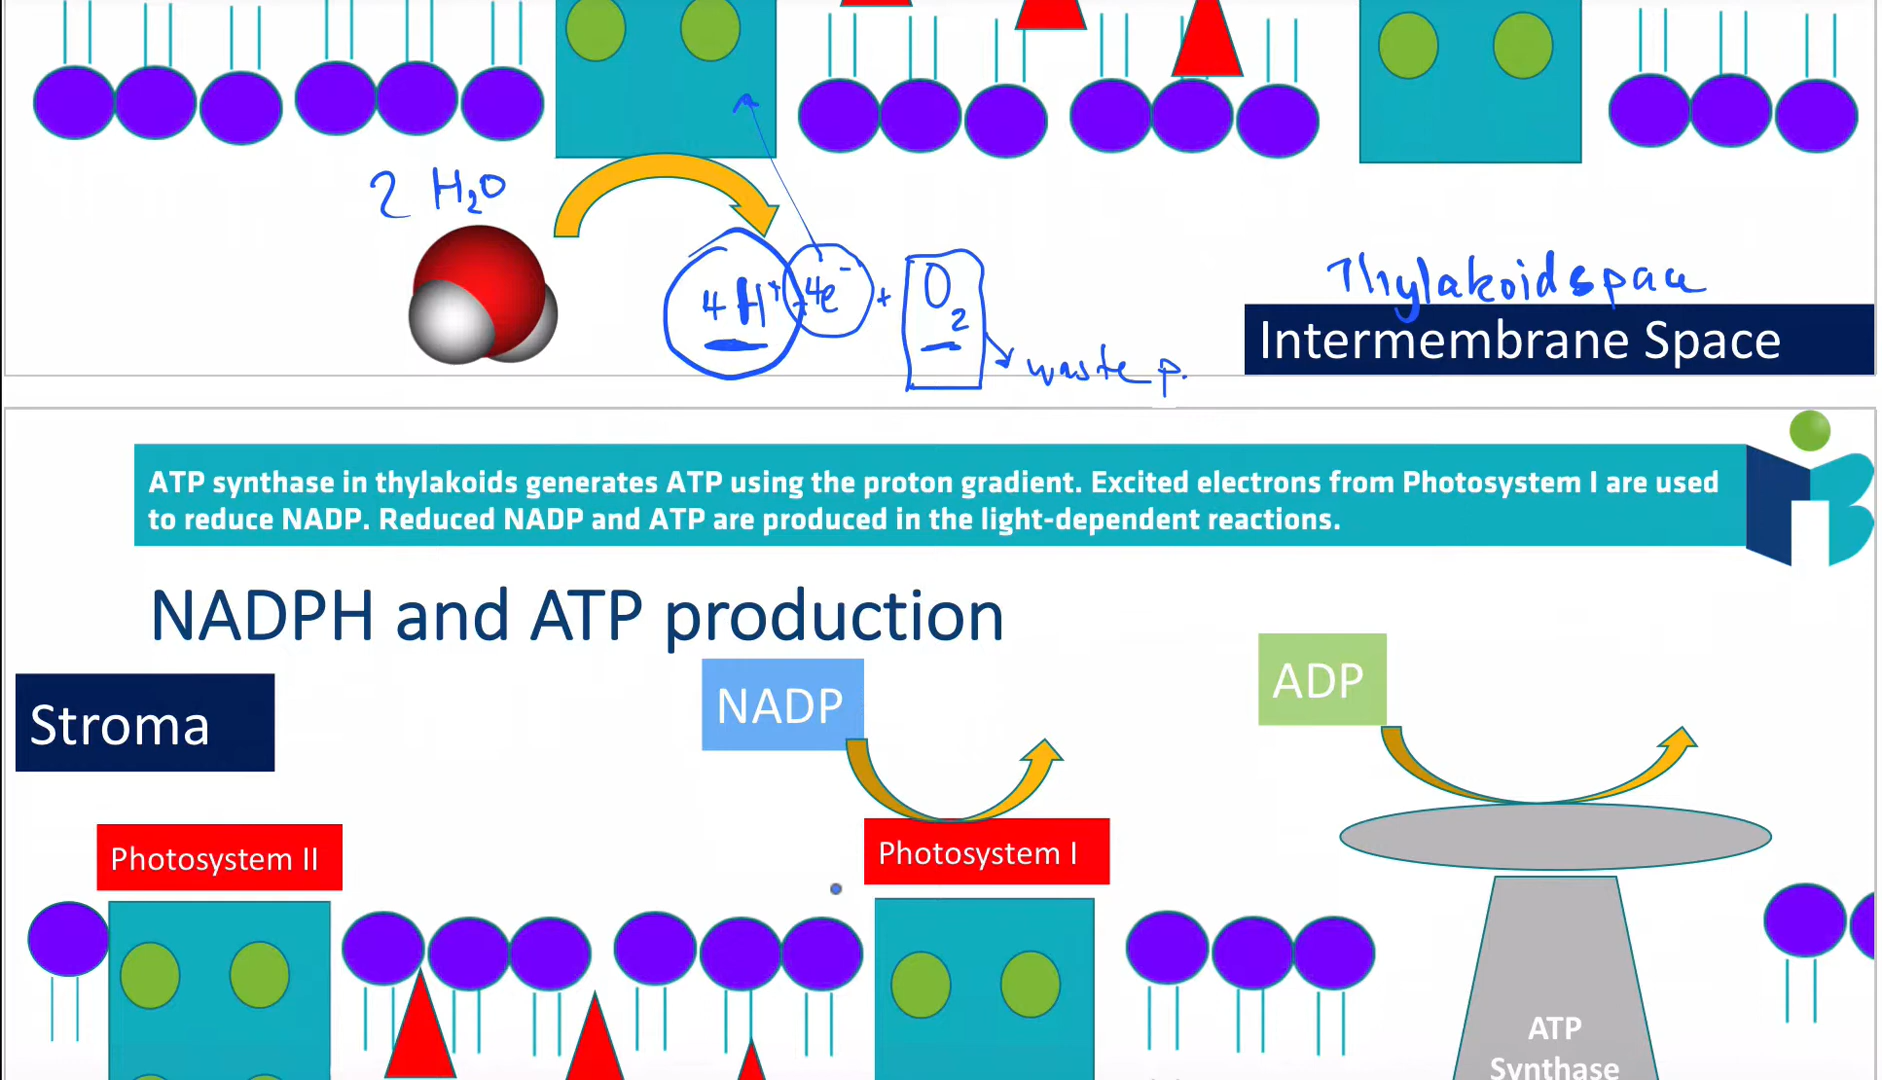 2 H₂O
4 H⁺ + 4e⁻ + O₂
Thylakoid space
Intermembrane Space
waste p.
ATP synthase in thylakoids generates ATP using the proton gradient. Excited electrons from Photosystem I are used
to reduce NADP. Reduced NADP and ATP are produced in the light-dependent reactions.
NADPH and ATP production
NADP
ADP
Stroma
Photosystem II
Photosystem I
ATP
Synthase